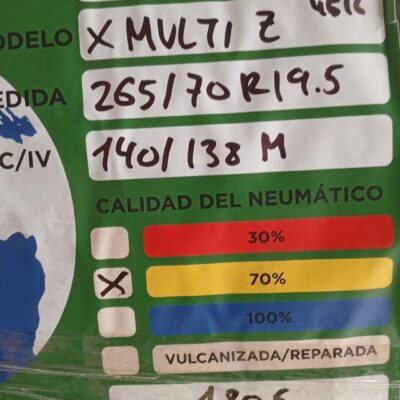 ODELO X MULTI Z
EDIDA 265/70 R19.5
C/IV 140/138 M
CALIDAD DEL NEUMÁTICO
30%
X 70%
100%
VULCANIZADA/REPARADA